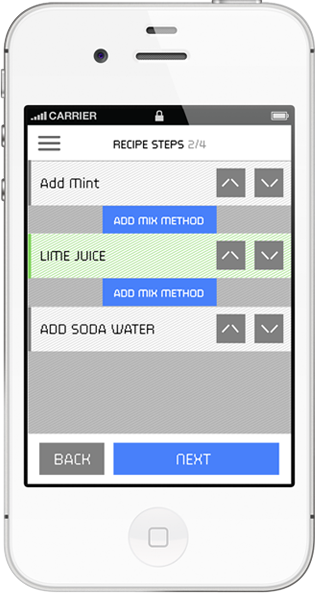 CARRIER
RECIPE STEPS 2/4
Add Mint
ADD MIX METHOD
LIME JUICE
ADD MIX METHOD
ADD SODA WATER
BACK
NEXT